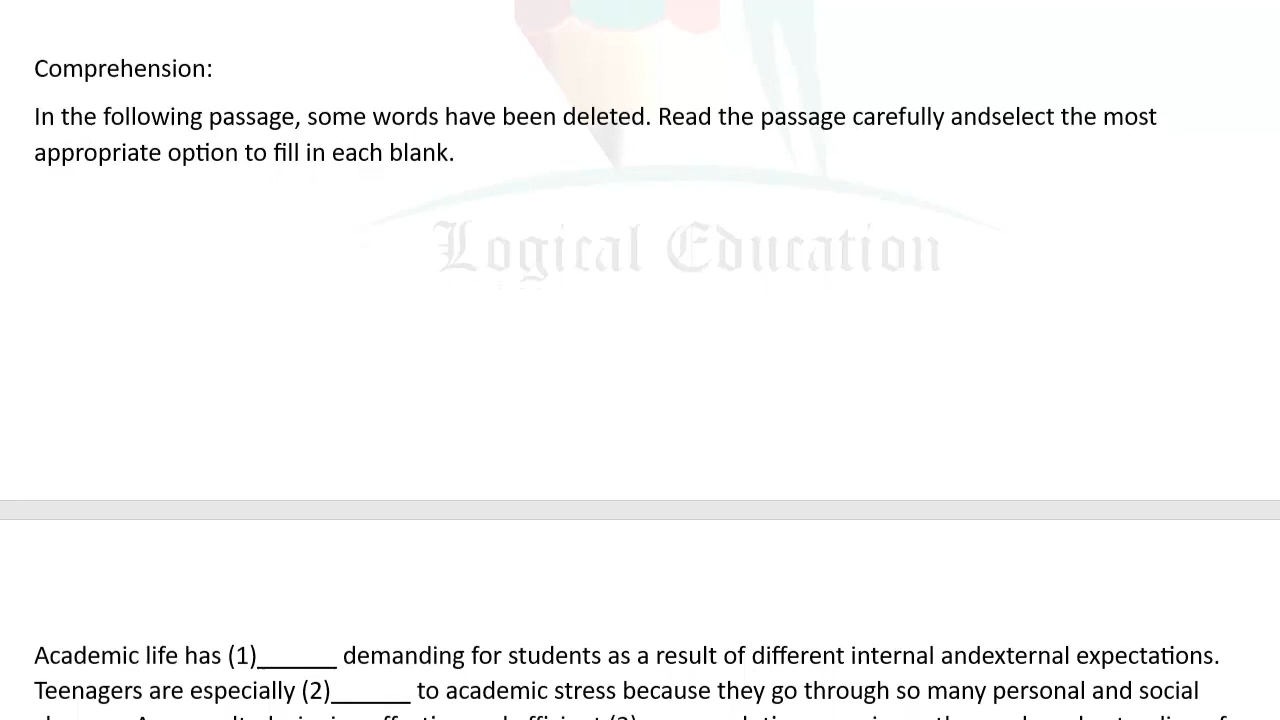 Comprehension:
In the following passage, some words have been deleted. Read the passage carefully andselect the most
appropriate option to fill in each blank.
Logical Education
Academic life has (1)______ demanding for students as a result of different internal andexternal expectations.
Teenagers are especially (2)______ to academic stress because they go through so many personal and social